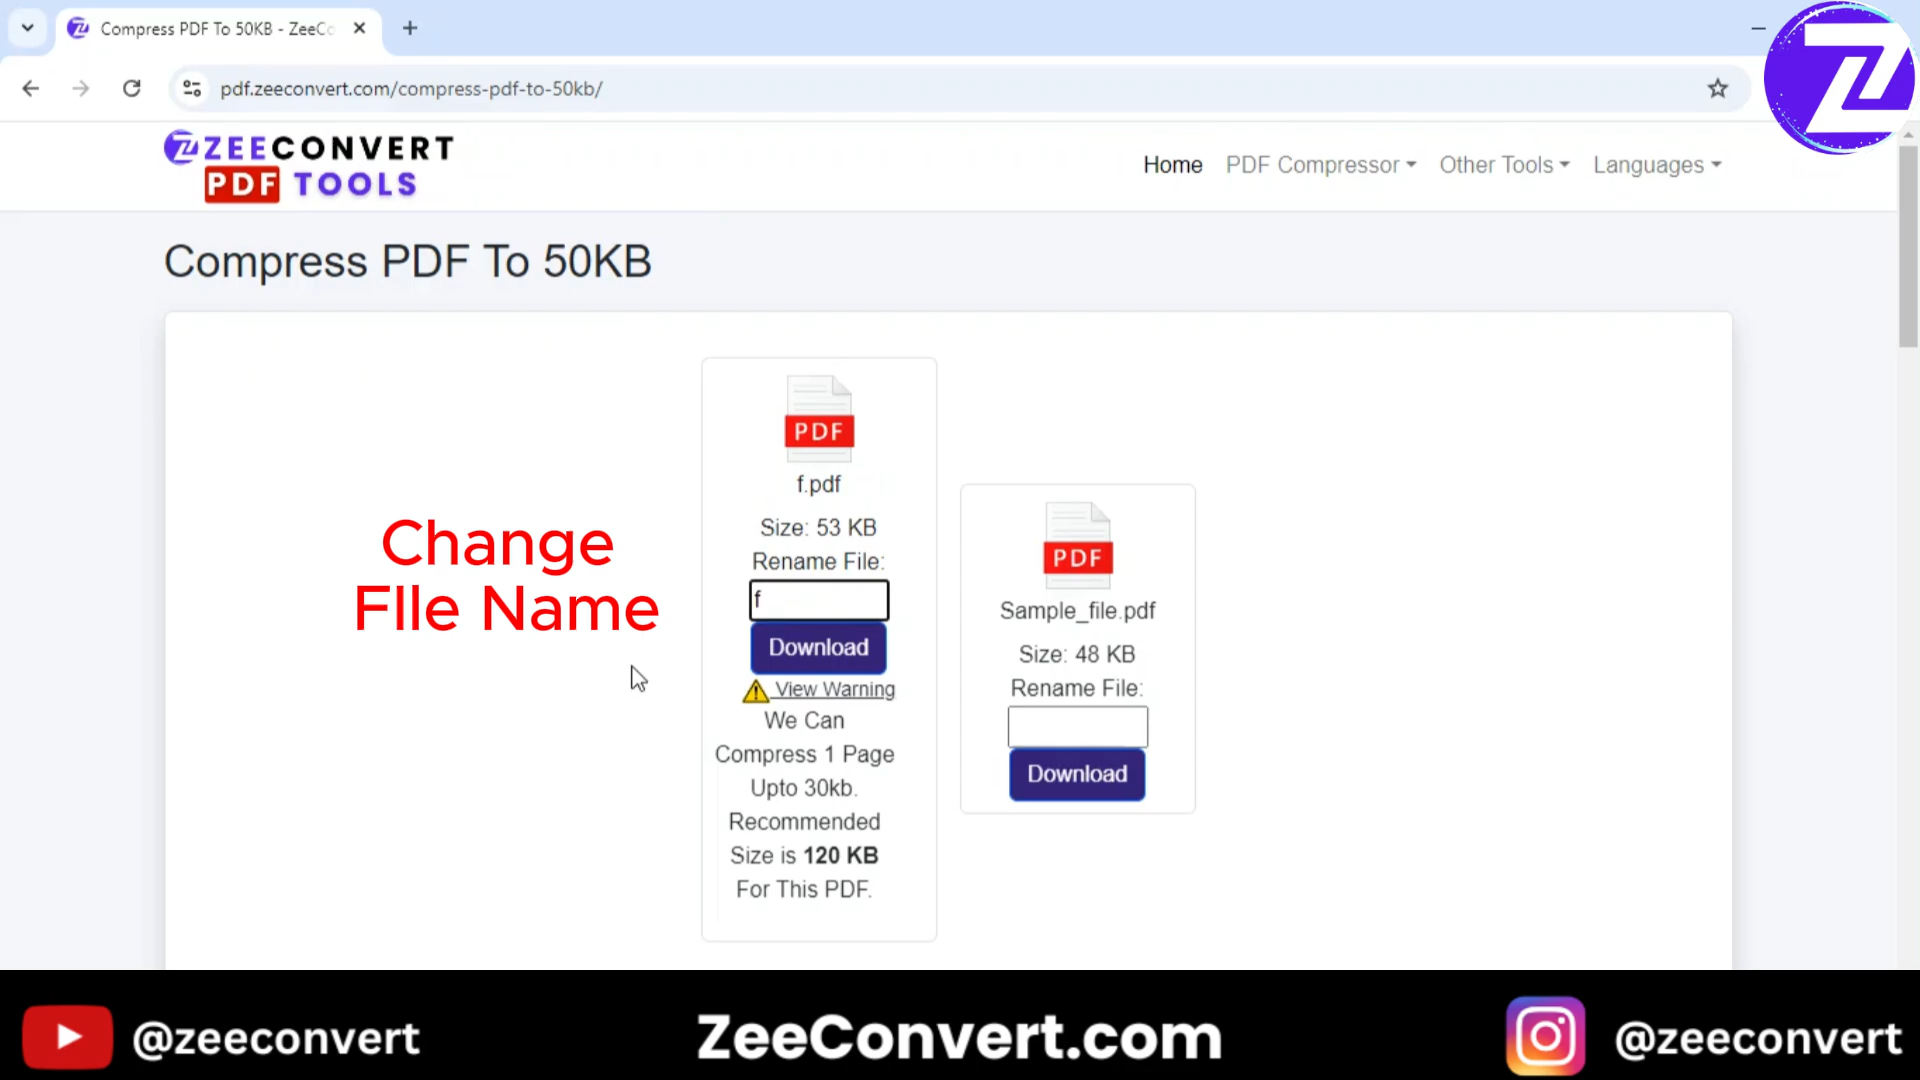 Compress PDF To 50KB - ZeeCo
pdf.zeeconvert.com/compress-pdf-to-50kb/
ZEECONVERT
PDF TOOLS
Home PDF Compressor Other Tools Languages
Compress PDF To 50KB
PDF
f.pdf
Size: 53 KB
Rename File:
f
Download
View Warning
We Can
Compress 1 Page
Upto 30kb.
Recommended
Size is 120 KB
For This PDF.
PDF
Sample_file.pdf
Size: 48 KB
Rename File:
Download
Change
FIle Name
@zeeconvert
ZeeConvert.com
@zeeconvert